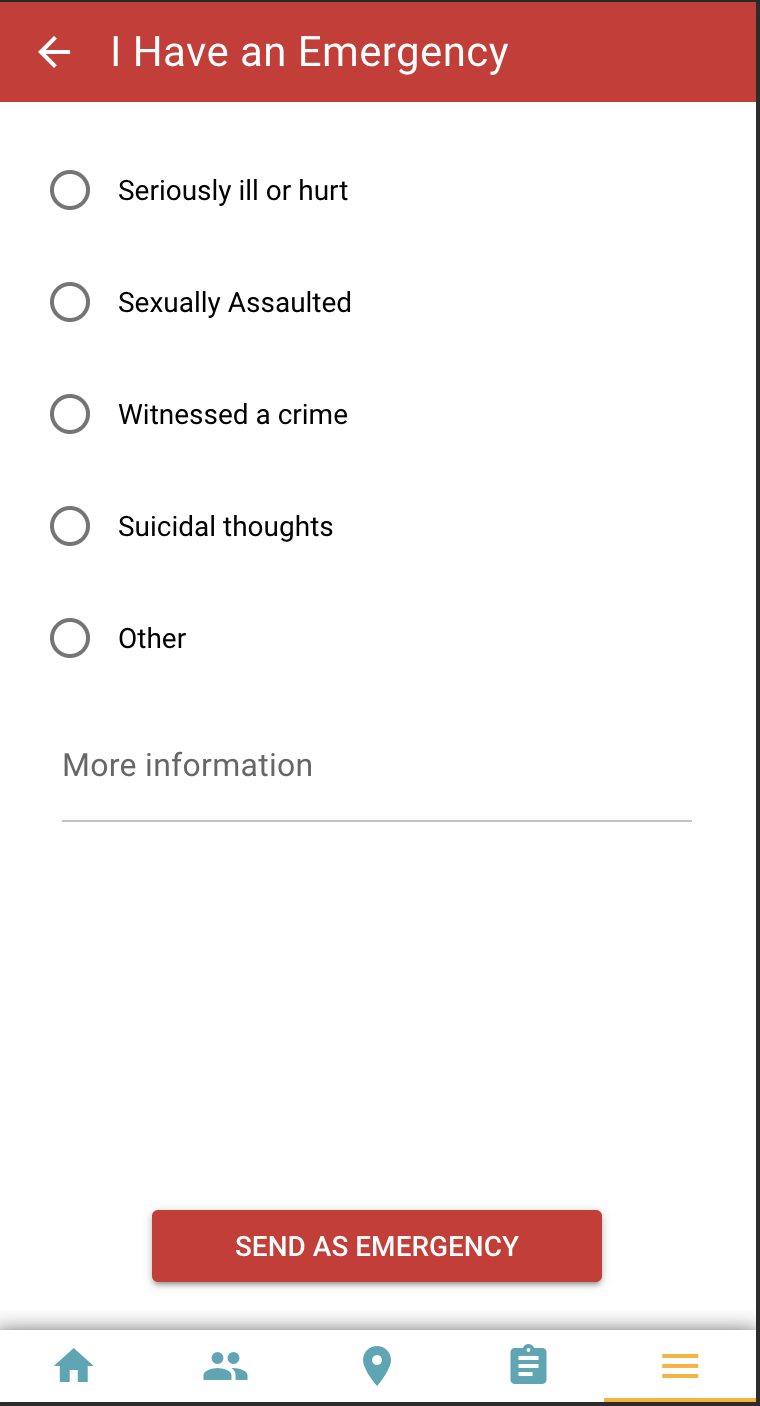 I Have an Emergency
Seriously ill or hurt
Sexually Assaulted
Witnessed a crime
Suicidal thoughts
Other
More information
SEND AS EMERGENCY